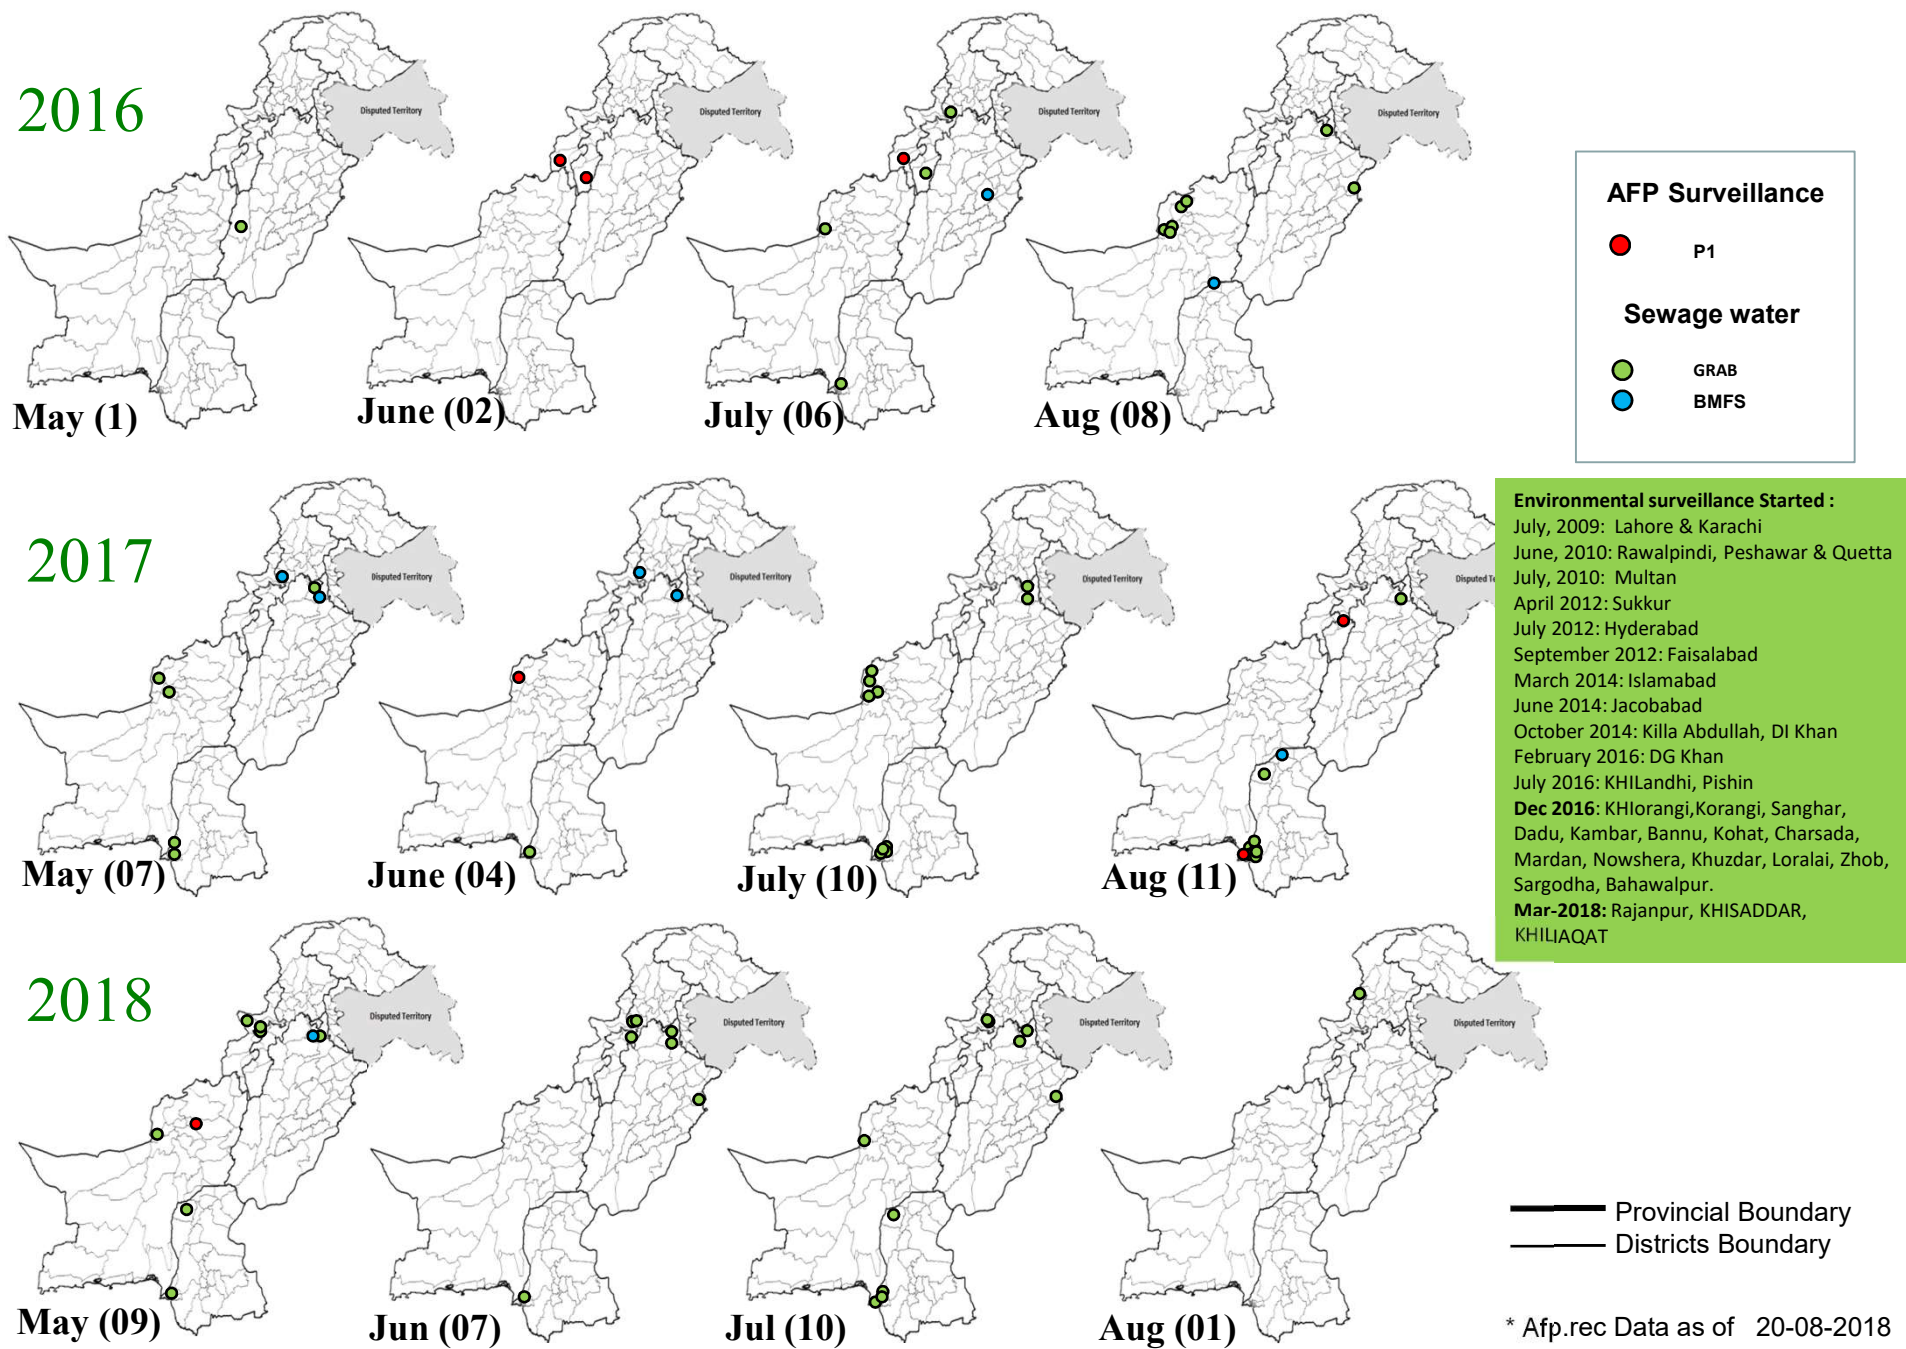 2016
Disputed Territory
Disputed Territory
Disputed Territory
Disputed Territory
May (1)
June (02)
July (06)
Aug (08)
AFP Surveillance
P1
Sewage water
GRAB
BMFS
2017
Disputed Territory
Disputed Territory
Disputed Territory
Disputed Te
May (07)
June (04)
July (10)
Aug (11)
Environmental surveillance Started :
July, 2009: Lahore & Karachi
June, 2010: Rawalpindi, Peshawar & Quetta
July, 2010: Multan
April 2012: Sukkur
July 2012: Hyderabad
September 2012: Faisalabad
March 2014: Islamabad
June 2014: Jacobabad
October 2014: Killa Abdullah, DI Khan
February 2016: DG Khan
July 2016: KHILandhi, Pishin
Dec 2016: KHIorangi,Korangi, Sanghar,
Dadu, Kambar, Bannu, Kohat, Charsada,
Mardan, Nowshera, Khuzdar, Loralai, Zhob,
Sargodha, Bahawalpur.
Mar-2018: Rajanpur, KHISADDAR,
KHILIAQAT
2018
Disputed Territory
Disputed Territory
Disputed Territory
Disputed Territory
May (09)
Jun (07)
Jul (10)
Aug (01)
Provincial Boundary
Districts Boundary
* Afp.rec Data as of 20-08-2018